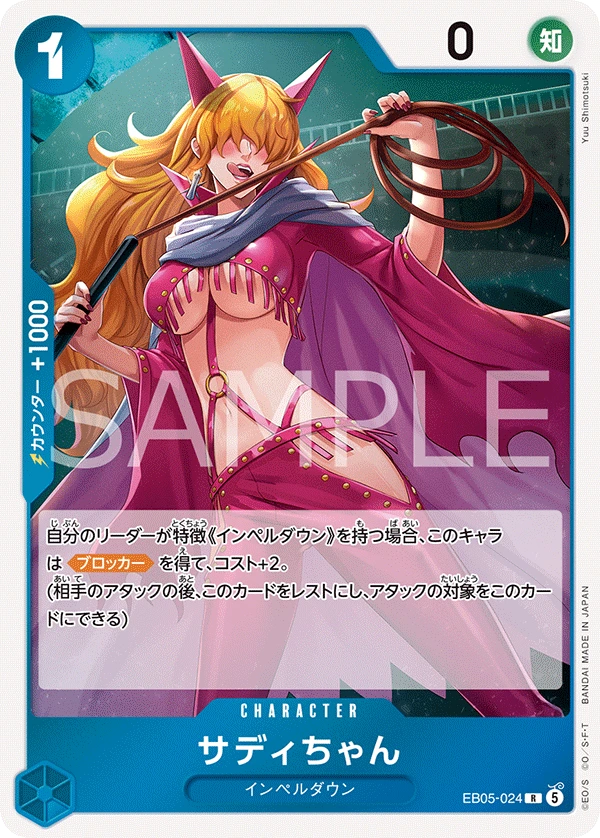 1
0
知
Yuu Shimotsuki
カウンター +1000
SAMPLE
自分のリーダーが特徴《インペルダウン》を持つ場合、このキャラ
は ブロッカー を得て、コスト+2。
(相手のアタックの後、このカードをレストにし、アタックの対象をこのカー
ドにできる)
CHARACTER
サディちゃん
インペルダウン
EB05-024 R 5
©E.O/S ©O/S・F・T BANDAI MADE IN JAPAN